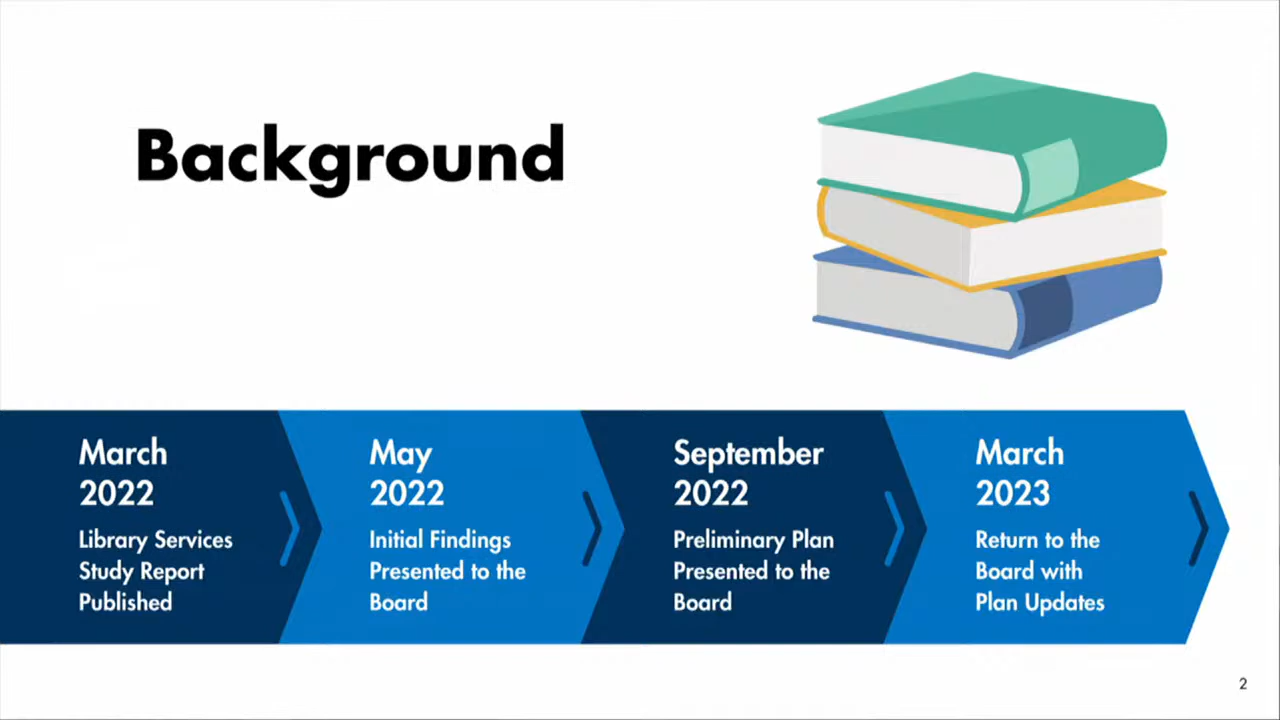 Background
March
2022
Library Services
Study Report
Published
May
2022
Initial Findings
Presented to the
Board
September
2022
Preliminary Plan
Presented to the
Board
March
2023
Return to the
Board with
Plan Updates
2